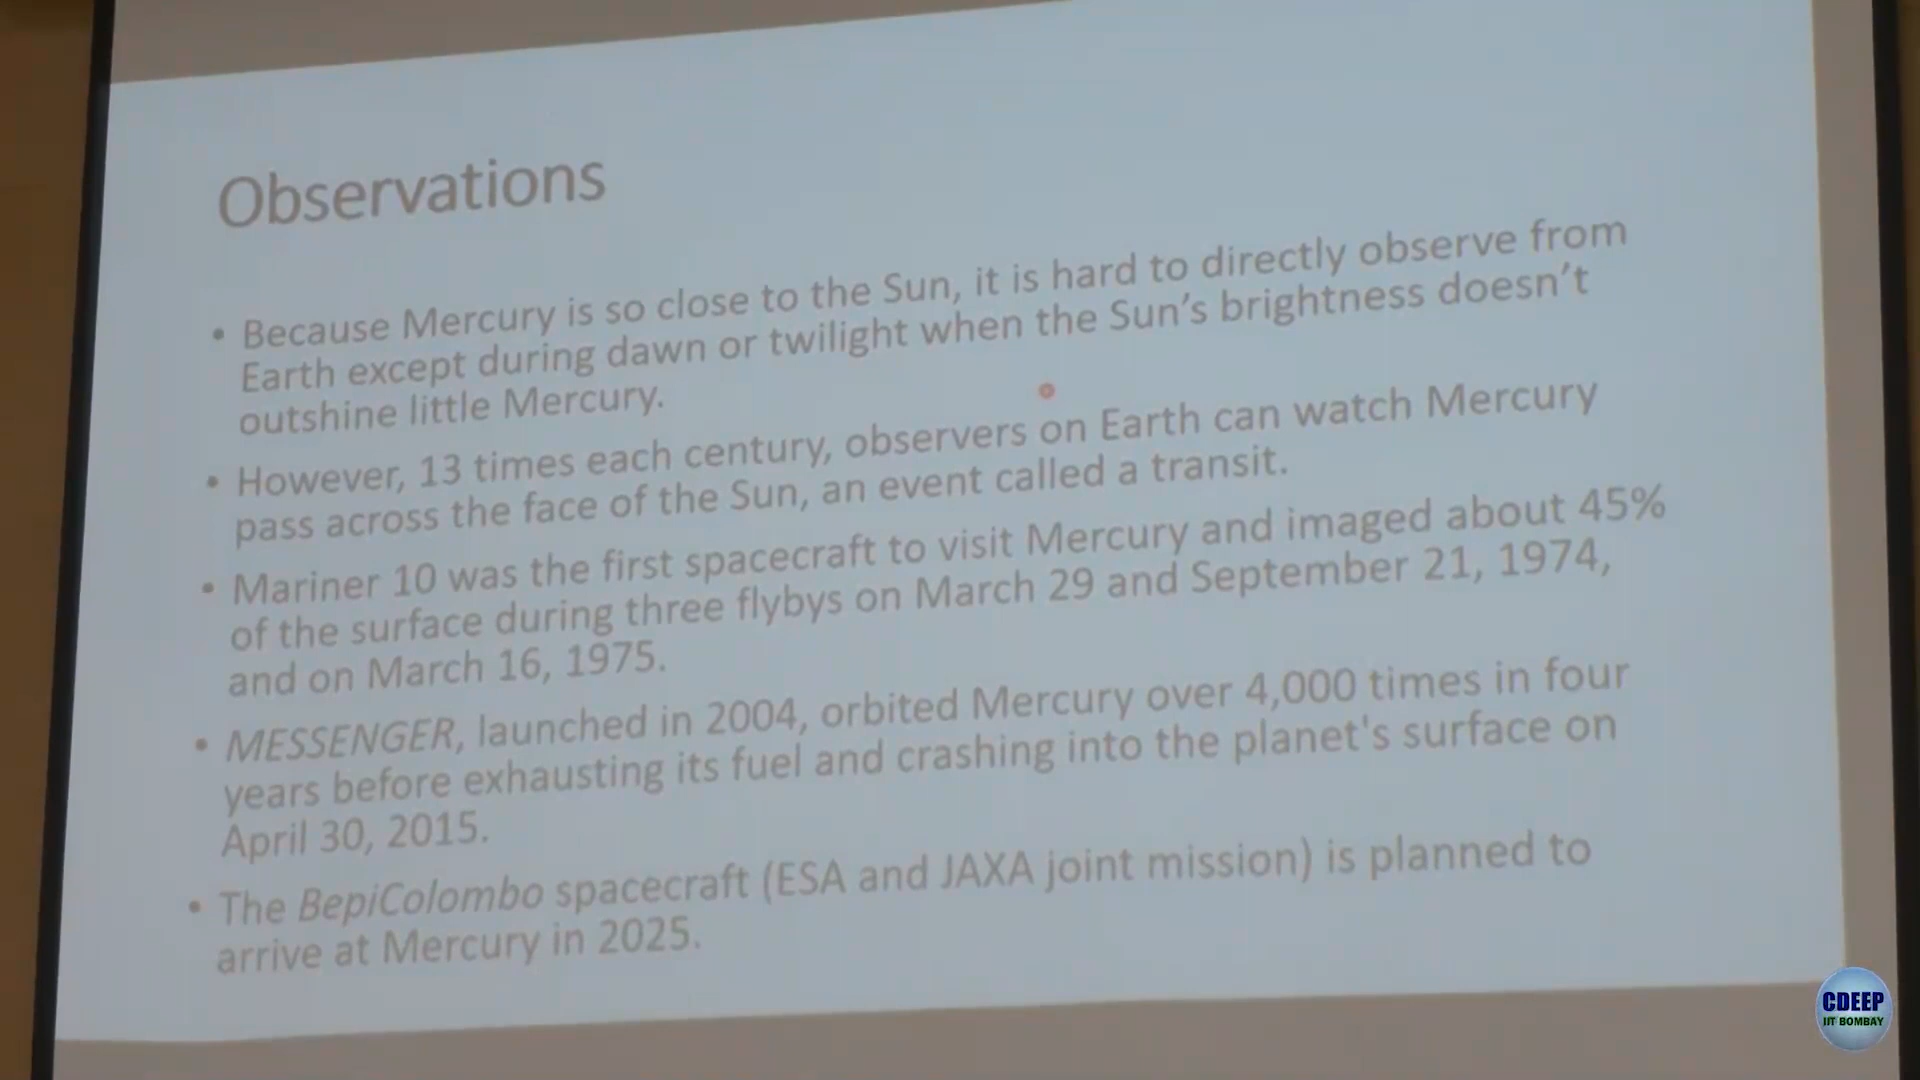 Observations
• Because Mercury is so close to the Sun, it is hard to directly observe from
Earth except during dawn or twilight when the Sun’s brightness doesn’t
outshine little Mercury.
• However, 13 times each century, observers on Earth can watch Mercury
pass across the face of the Sun, an event called a transit.
• Mariner 10 was the first spacecraft to visit Mercury and imaged about 45%
of the surface during three flybys on March 29 and September 21, 1974,
and on March 16, 1975.
• MESSENGER, launched in 2004, orbited Mercury over 4,000 times in four
years before exhausting its fuel and crashing into the planet's surface on
April 30, 2015.
• The BepiColombo spacecraft (ESA and JAXA joint mission) is planned to
arrive at Mercury in 2025.
CDEEP
IIT BOMBAY